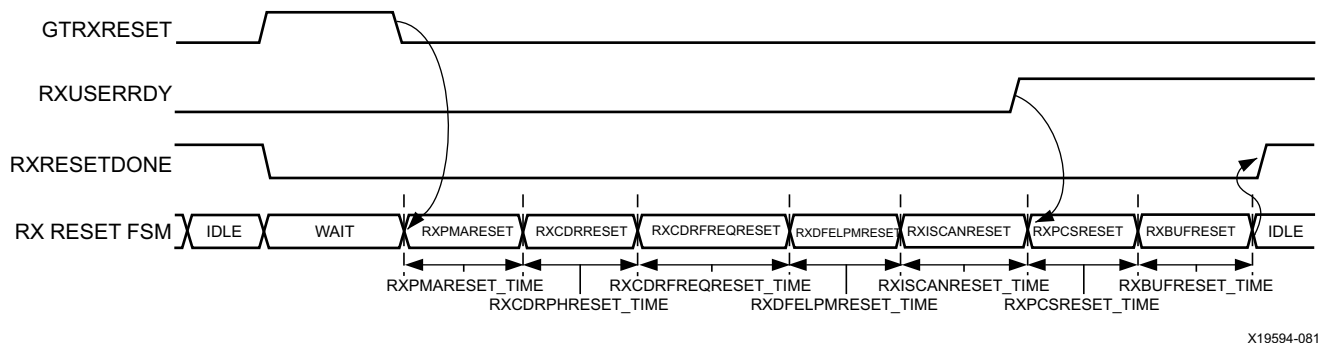 GTRXRESET
RXUSERRDY
RXRESETDONE
RX RESET FSM IDLE WAIT RXPMARESET RXCDRRESET RXCDRFREQRESET RXDFELPMRESET RXISCANRESET RXPCSRESET RXBUFRESET IDLE
RXPMARESET_TIME RXCDRFREQRESET_TIME RXISCANRESET_TIME RXBUFRESET_TIME
RXCDRPHRESET_TIME RXDFELPMRESET_TIME RXPCSRESET_TIME
X19594-081